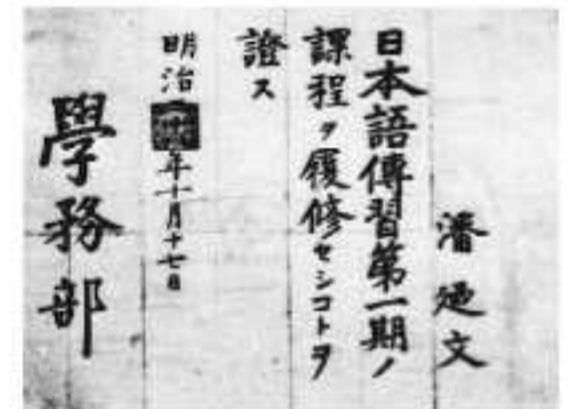 潘迺文
日本語傳習第一期ノ
課程ヲ履修セシコトヲ
證ス
明治 年十月十七日
學務部